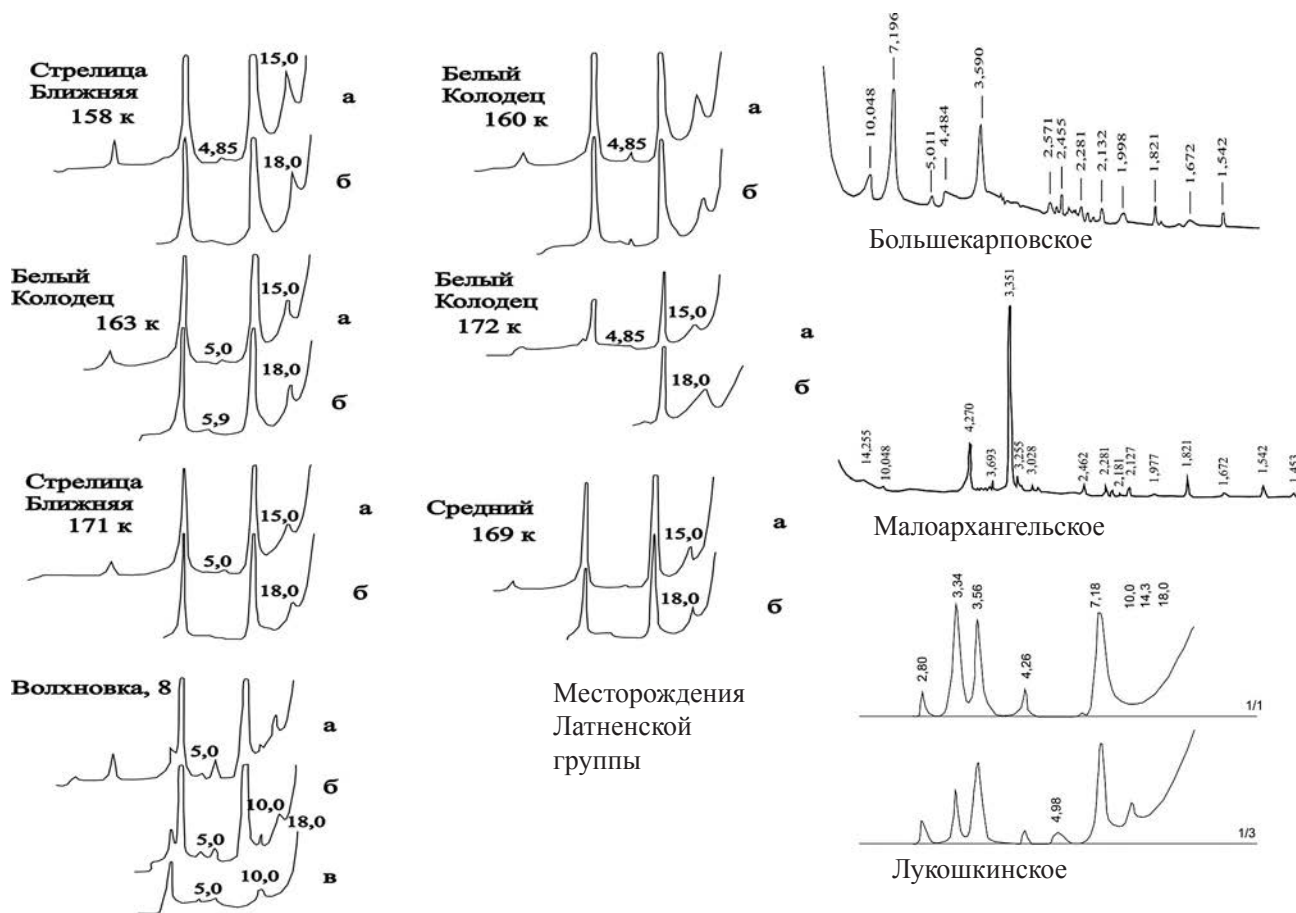 Стрелица
Ближняя
158 к
15,0
а
4,85
18,0
б
Белый
Колодец
163 к
15,0
а
5,0
18,0
б
5,9
Стрелица
Ближняя
171 к
15,0
а
5,0
18,0
б
Волхновка, 8
а
5,0
б
10,0
18,0
5,0
в
5,0
10,0
Белый
Колодец
160 к
а
4,85
б
Белый
Колодец
172 к
15,0
а
4,85
18,0
б
Средний
169 к
15,0
а
18,0
б
Месторождения
Латненской
группы
10,048
7,196
5,011
4,484
3,590
2,571
2,455
2,281
2,132
1,998
1,821
1,672
1,542
Большекарповское
14,255
10,048
4,270
3,693
3,351
3,255
3,028
2,462
2,281
2,181
2,127
1,977
1,821
1,672
1,542
1,453
Малоархангельское
2,80
3,34
3,56
4,26
7,18
10,0
14,3
18,0
1/1
4,98
1/3
Лукошкинское